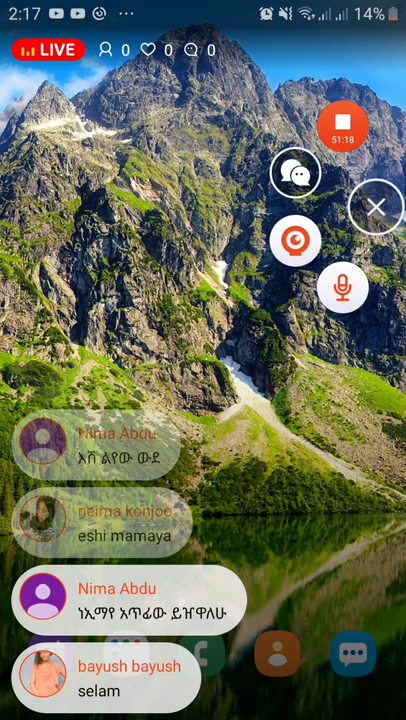 2:17
14%
LIVE 0 0 0
51:18
Nima Abdu
እሽ ልየው ውደ
neima konjoo
eshi mamaya
Nima Abdu
ነኢማየ አጥፊው ይዠዋለሁ
bayush bayush
selam